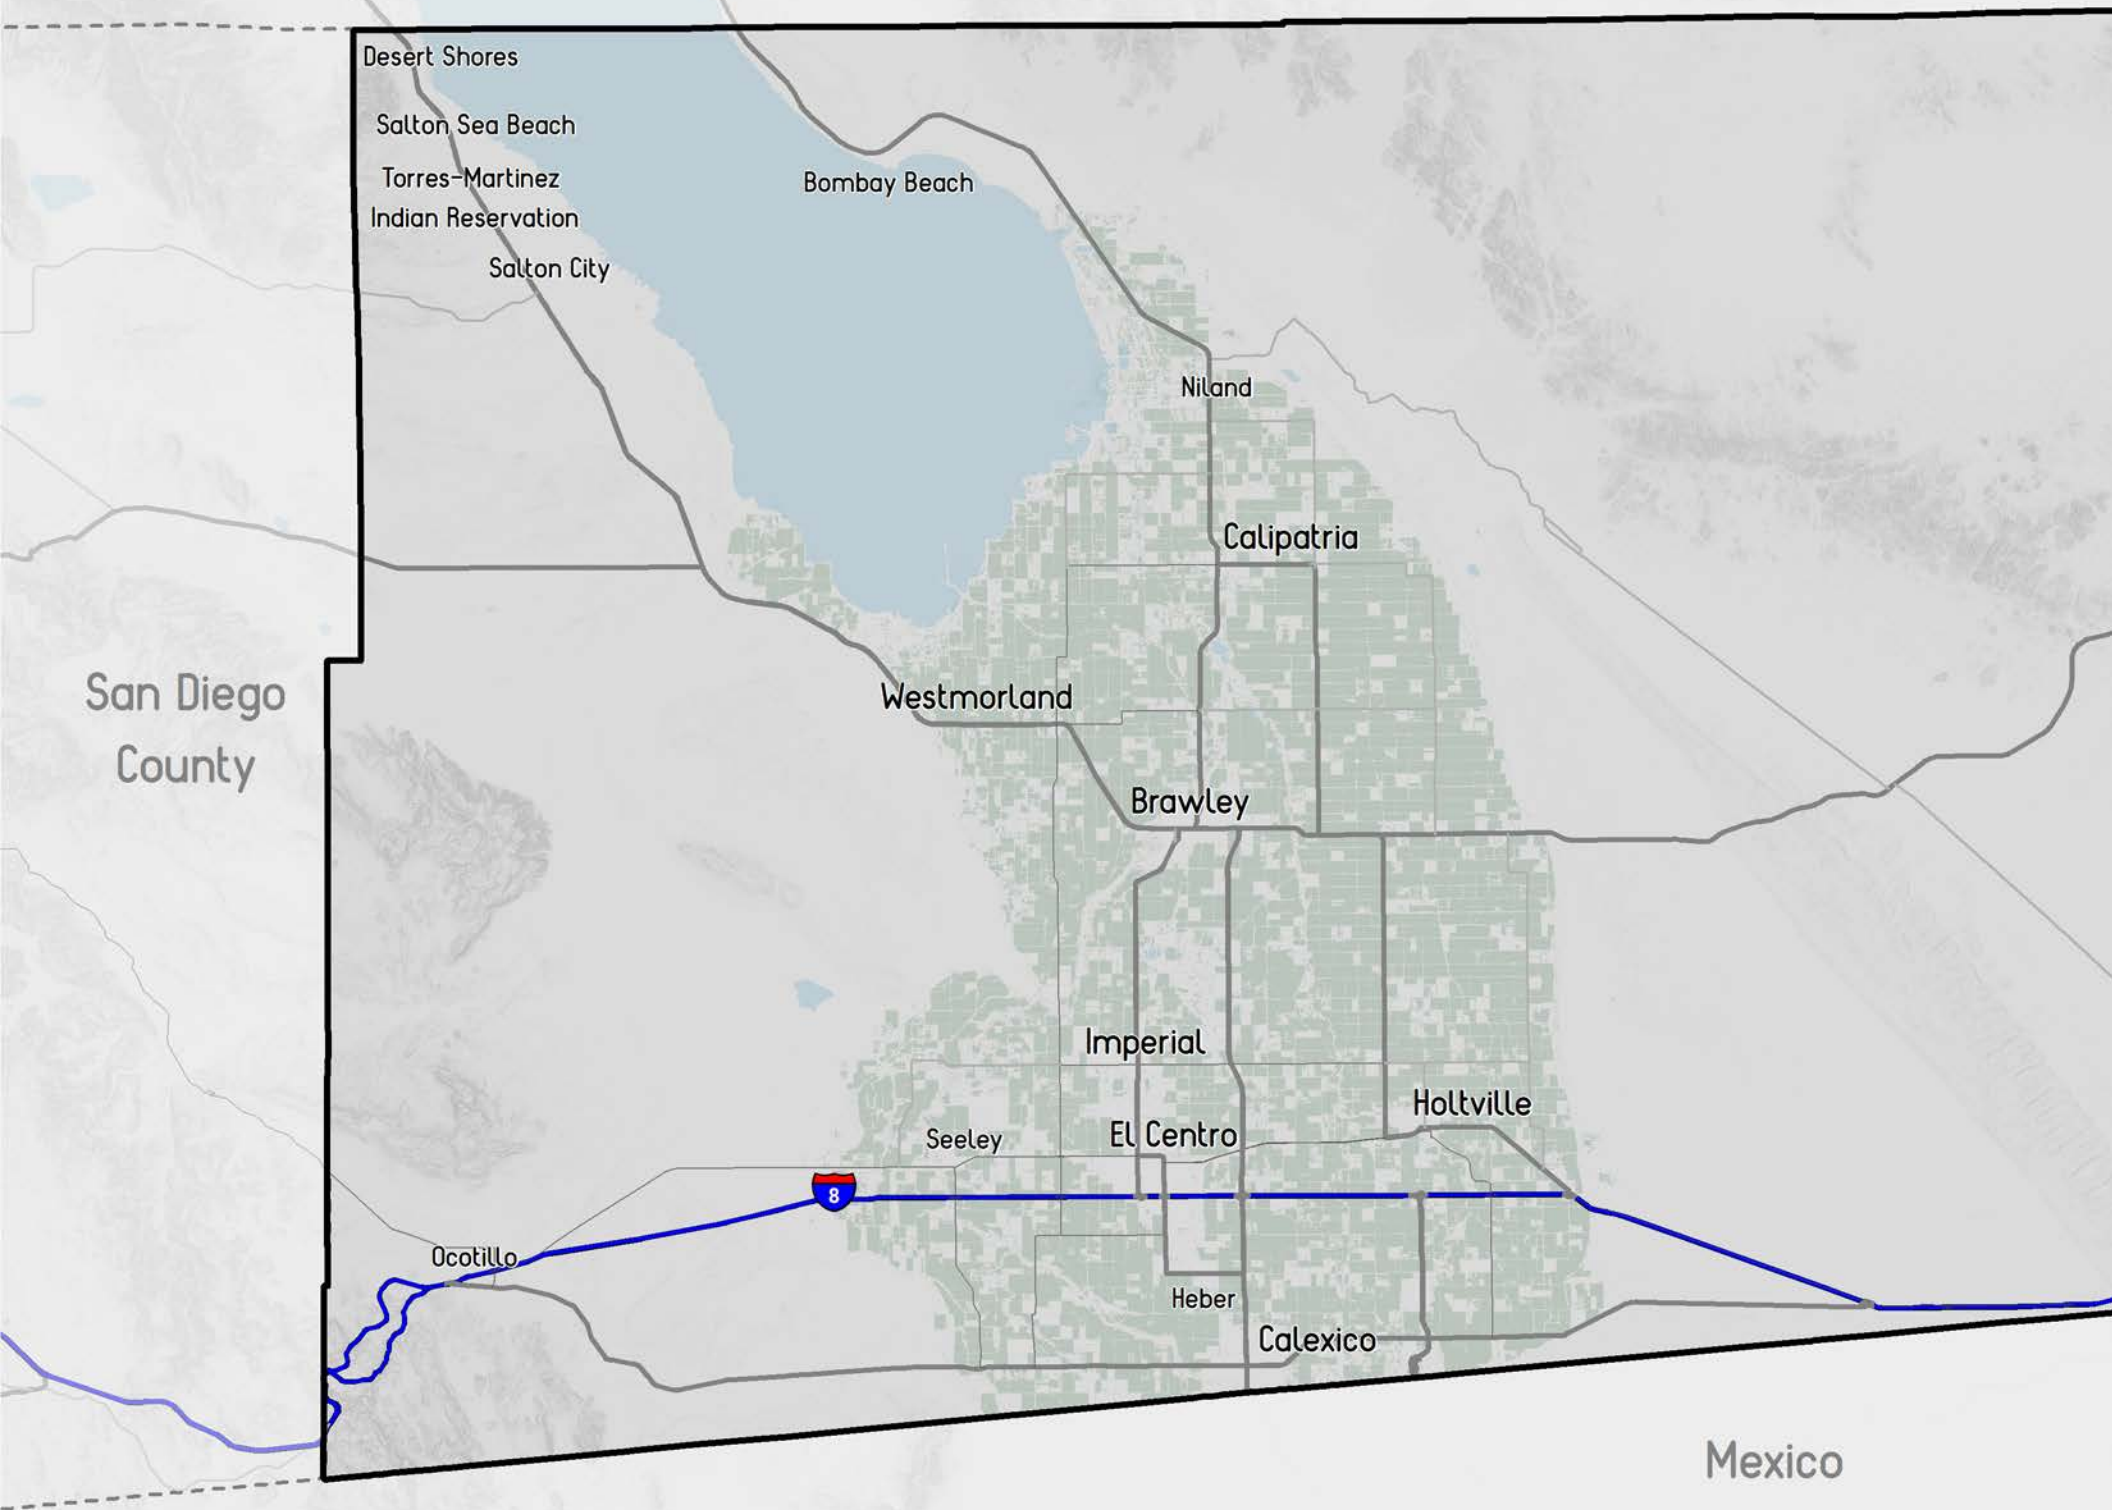 Desert Shores
Salton Sea Beach
Torres-Martinez
Indian Reservation
Bombay Beach
Salton City
Niland
Calipatria
San Diego
County
Westmorland
Brawley
Imperial
Holtville
El Centro
Seeley
8
Ocotillo
Heber
Calexico
Mexico